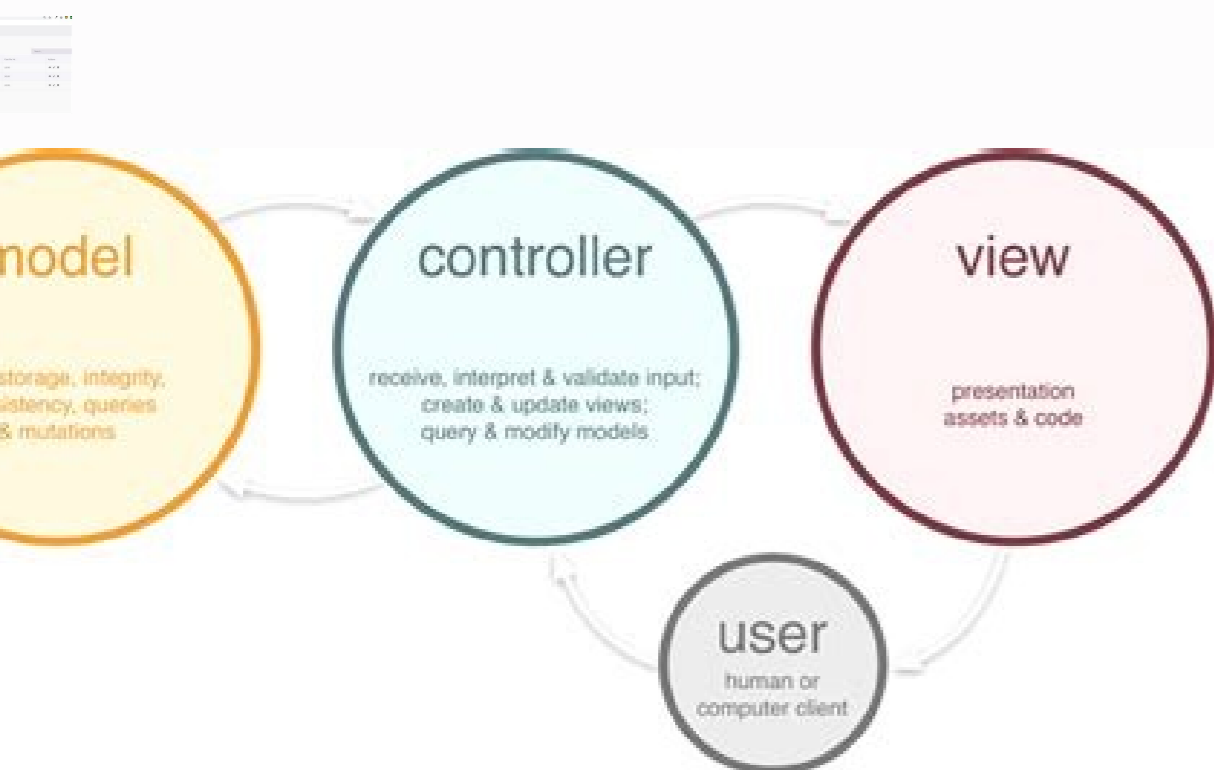 model
storage, integrity,
sistency, queries
& mutations
controller
receive, interpret & validate input;
create & update views;
query & modify models
view
presentation
assets & code
user
human or
computer client